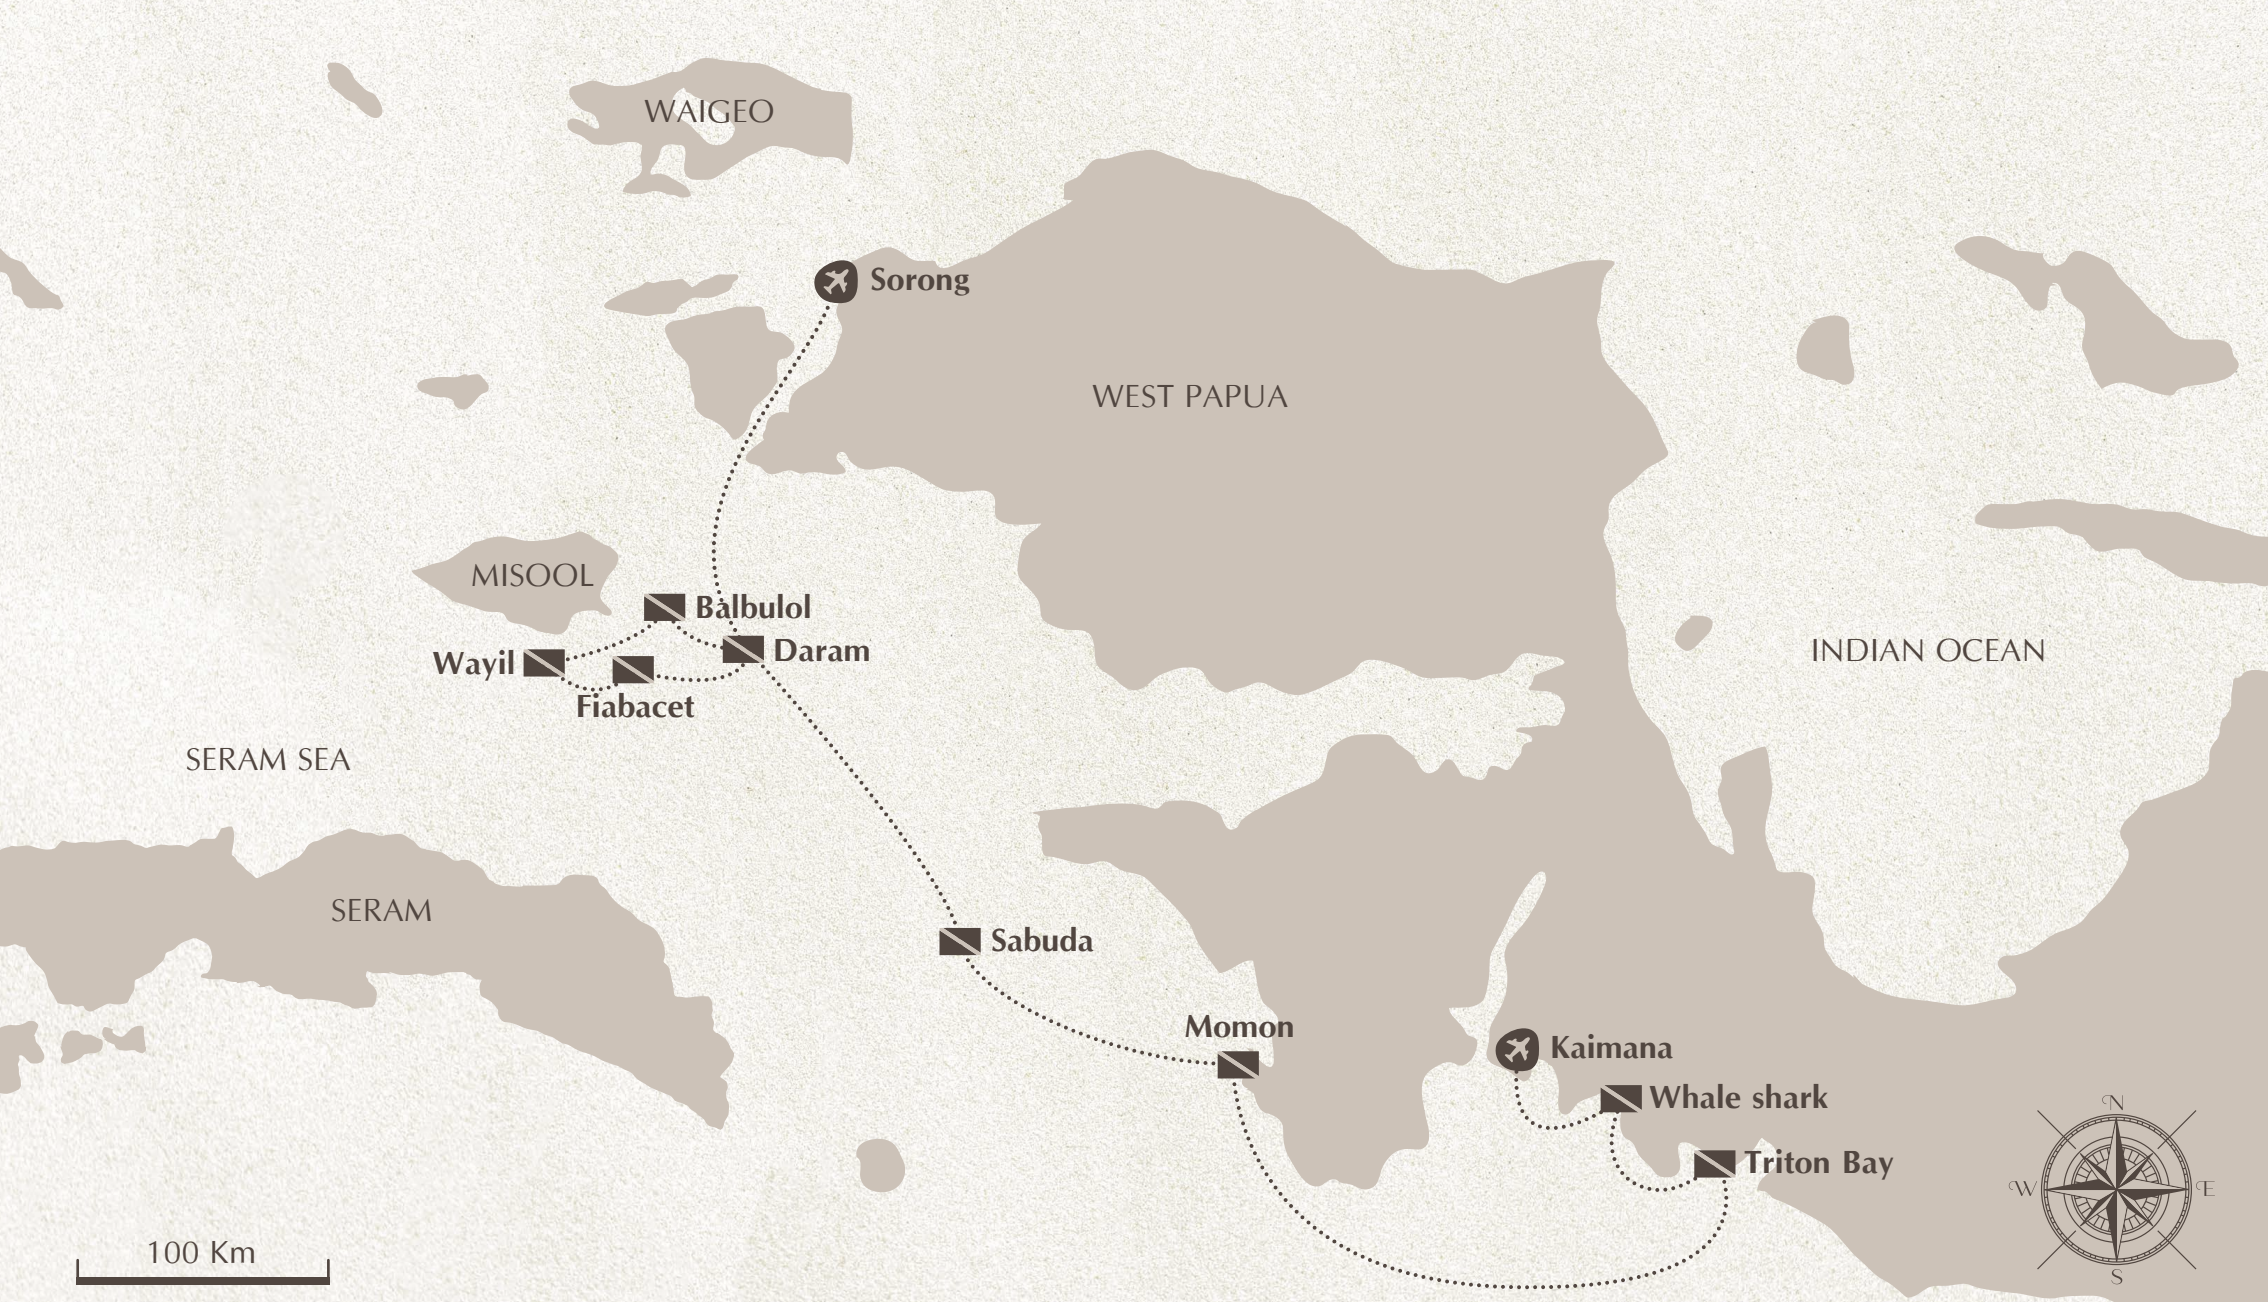 WAIGEO
Sorong
WEST PAPUA
MISOOL
Balbulol
Daram
Wayil
Fiabacet
INDIAN OCEAN
SERAM SEA
SERAM
Sabuda
Momon
Kaimana
Whale shark
Triton Bay
N
W
E
S
100 Km